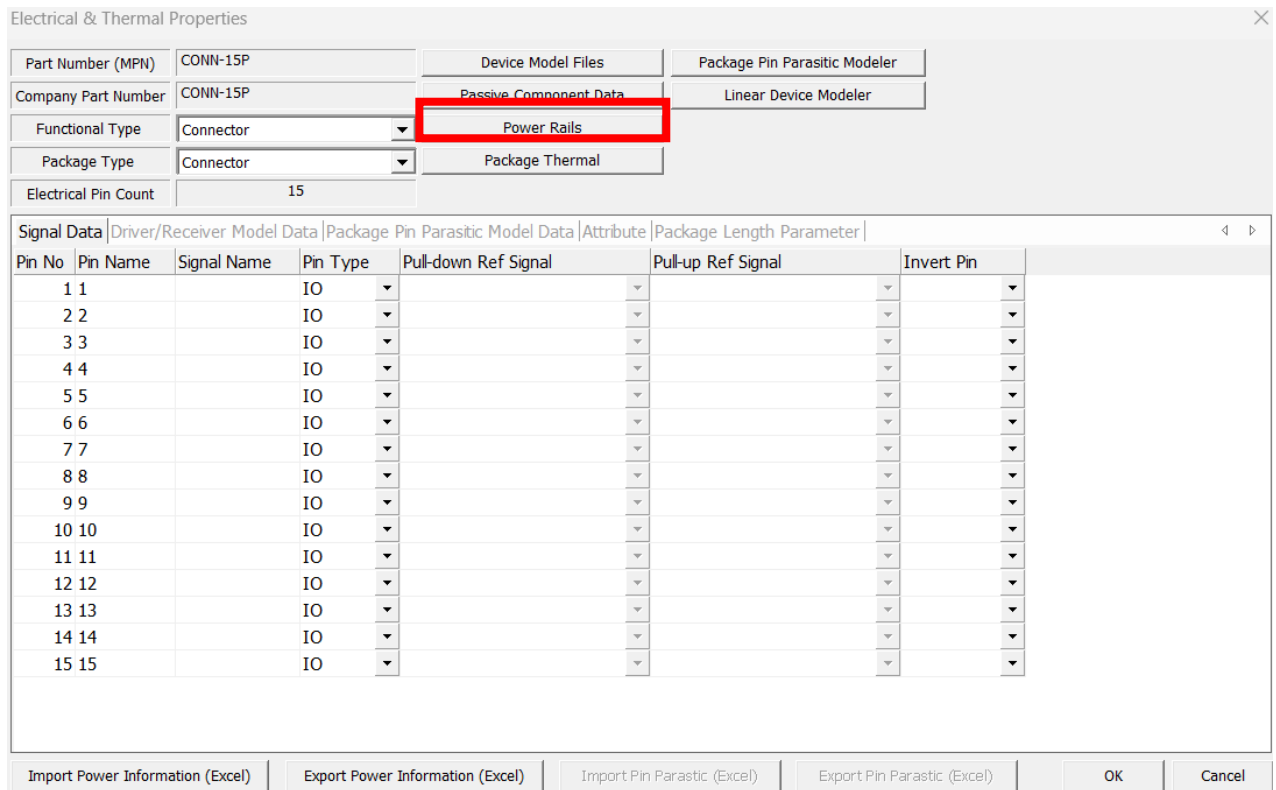 Electrical & Thermal Properties
Part Number (MPN) CONN-15P Device Model Files Package Pin Parasitic Modeler
Company Part Number CONN-15P Passive Component Data Linear Device Modeler
Functional Type Connector Power Rails
Package Type Connector Package Thermal
Electrical Pin Count 15
Signal Data Driver/Receiver Model Data Package Pin Parasitic Model Data Attribute Package Length Parameter
Pin No Pin Name Signal Name Pin Type Pull-down Ref Signal Pull-up Ref Signal Invert Pin
1 1 IO
2 2 IO
3 3 IO
4 4 IO
5 5 IO
6 6 IO
7 7 IO
8 8 IO
9 9 IO
10 10 IO
11 11 IO
12 12 IO
13 13 IO
14 14 IO
15 15 IO
Import Power Information (Excel) Export Power Information (Excel) Import Pin Parastic (Excel) Export Pin Parastic (Excel) OK Cancel